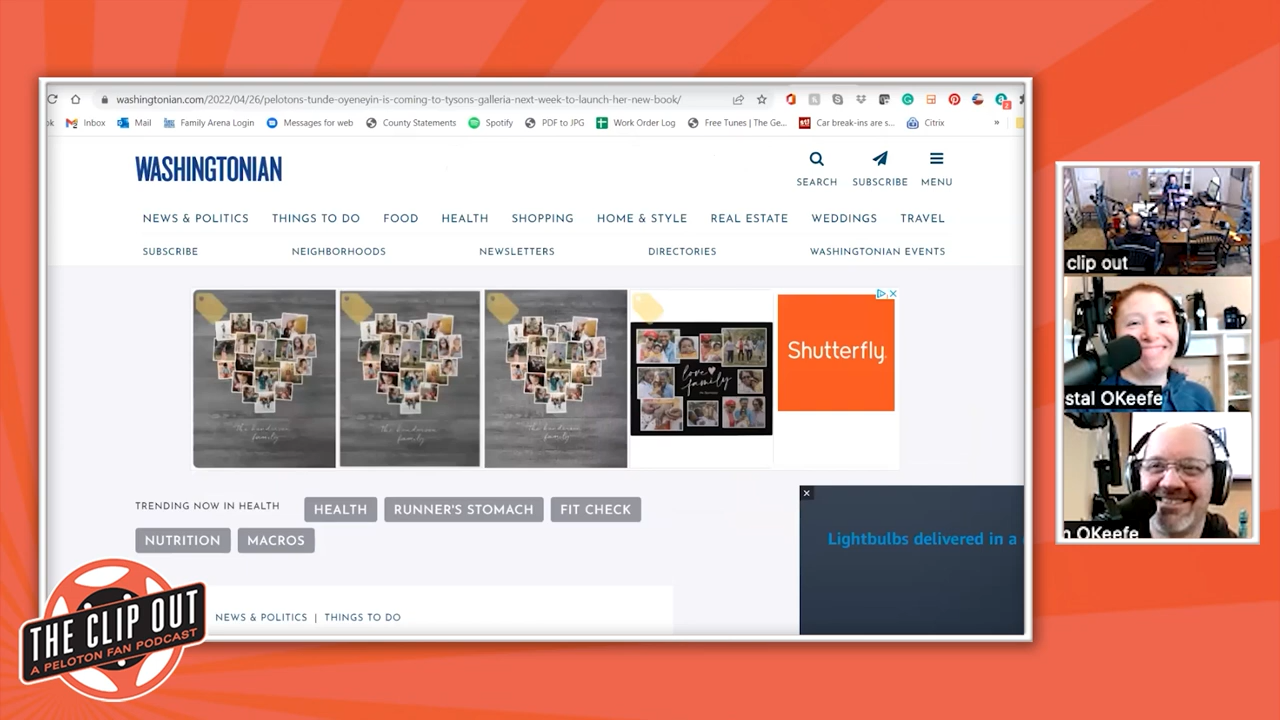 washingtonian.com/2022/04/26/pelotons-tunde-oyeneyin-is-coming-to-tysons-galleria-next-week-to-launch-her-new-book/
Inbox Mail Family Arena Login Messages for web County Statements Spotify PDF to JPG Work Order Log Free Tunes | The Ge... Car break-ins are s... Citrix »
WASHINGTONIAN
SEARCH SUBSCRIBE MENU
NEWS & POLITICS THINGS TO DO FOOD HEALTH SHOPPING HOME & STYLE REAL ESTATE WEDDINGS TRAVEL
SUBSCRIBE NEIGHBORHOODS NEWSLETTERS DIRECTORIES WASHINGTONIAN EVENTS
clip out
love
family
Shutterfly
stal OKeefe
TRENDING NOW IN HEALTH HEALTH RUNNER'S STOMACH FIT CHECK
NUTRITION MACROS
Lightbulbs delivered in a
OKeefe
NEWS & POLITICS | THINGS TO DO
THE CLIP OUT
A PELOTON FAN PODCAST